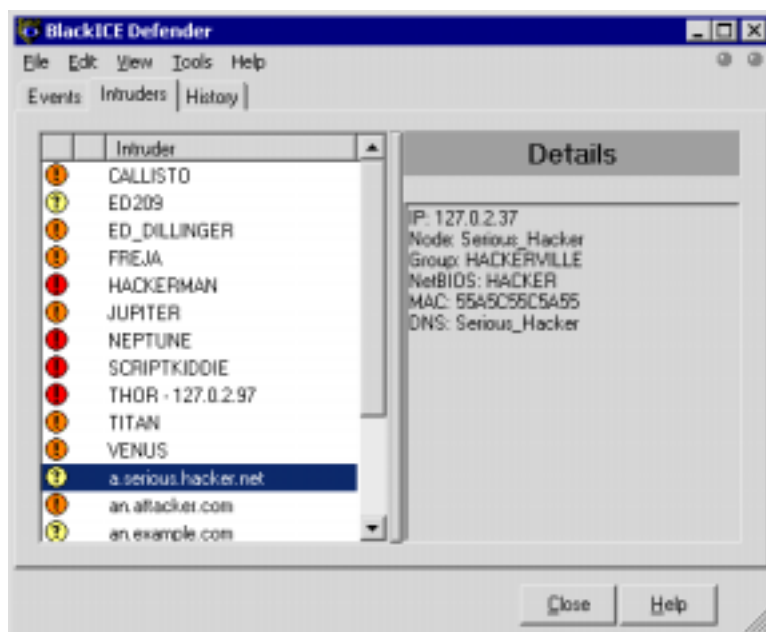 BlackICE Defender
File Edit View Tools Help
Events Intruders History
Intruder
CALLISTO
ED209
ED_DILLINGER
FREJA
HACKERMAN
JUPITER
NEPTUNE
SCRIPTKIDDIE
THOR - 127.0.2.97
TITAN
VENUS
a.serious.hacker.net
an.attacker.com
an.example.com
Details
IP: 127.0.2.37
Node: Serious_Hacker
Group: HACKERVILLE
NetBIOS: HACKER
MAC: 55A5C55C5A55
DNS: Serious_Hacker
Close Help